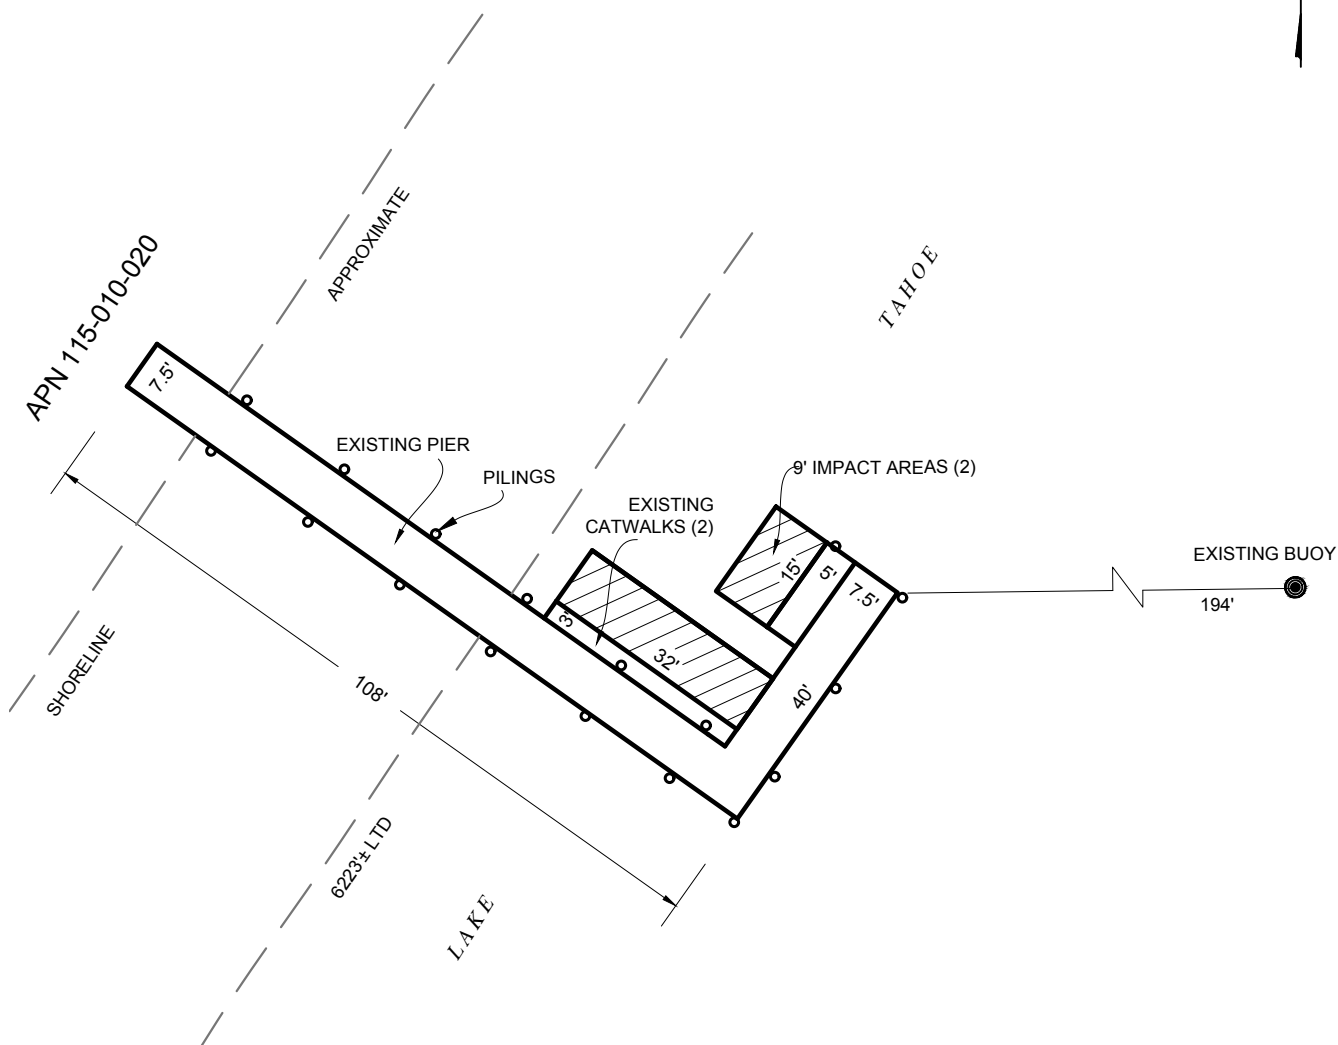 APPROXIMATE
APN 115-010-020
TAHOE
7.5'
EXISTING PIER
PILINGS
EXISTING
CATWALKS (2)
9' IMPACT AREAS (2)
EXISTING BUOY
194'
15'
5'
7.5'
3'
32'
40'
SHORELINE
108'
6223'± LTD
LAKE